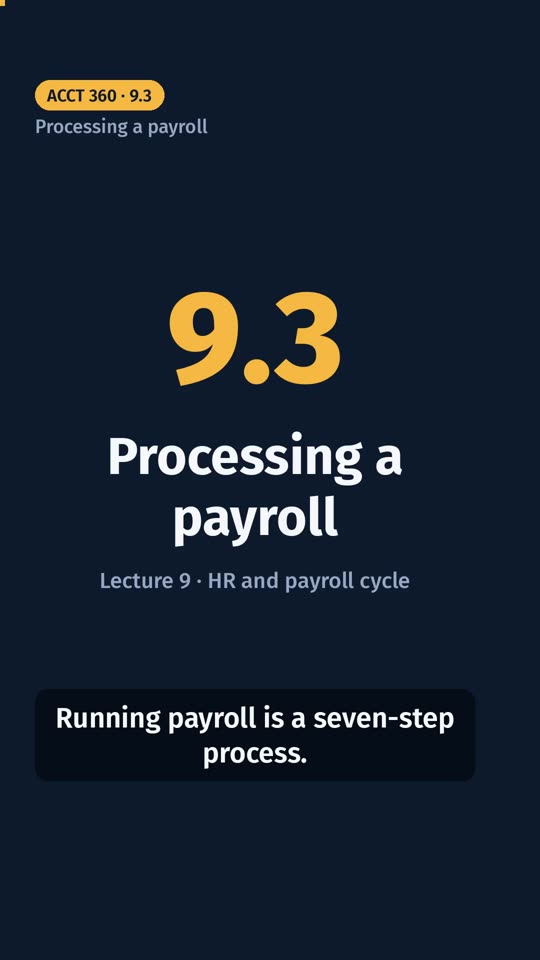 ACCT 360 · 9.3
Processing a payroll
9.3
Processing a
payroll
Lecture 9 · HR and payroll cycle
Running payroll is a seven-step
process.